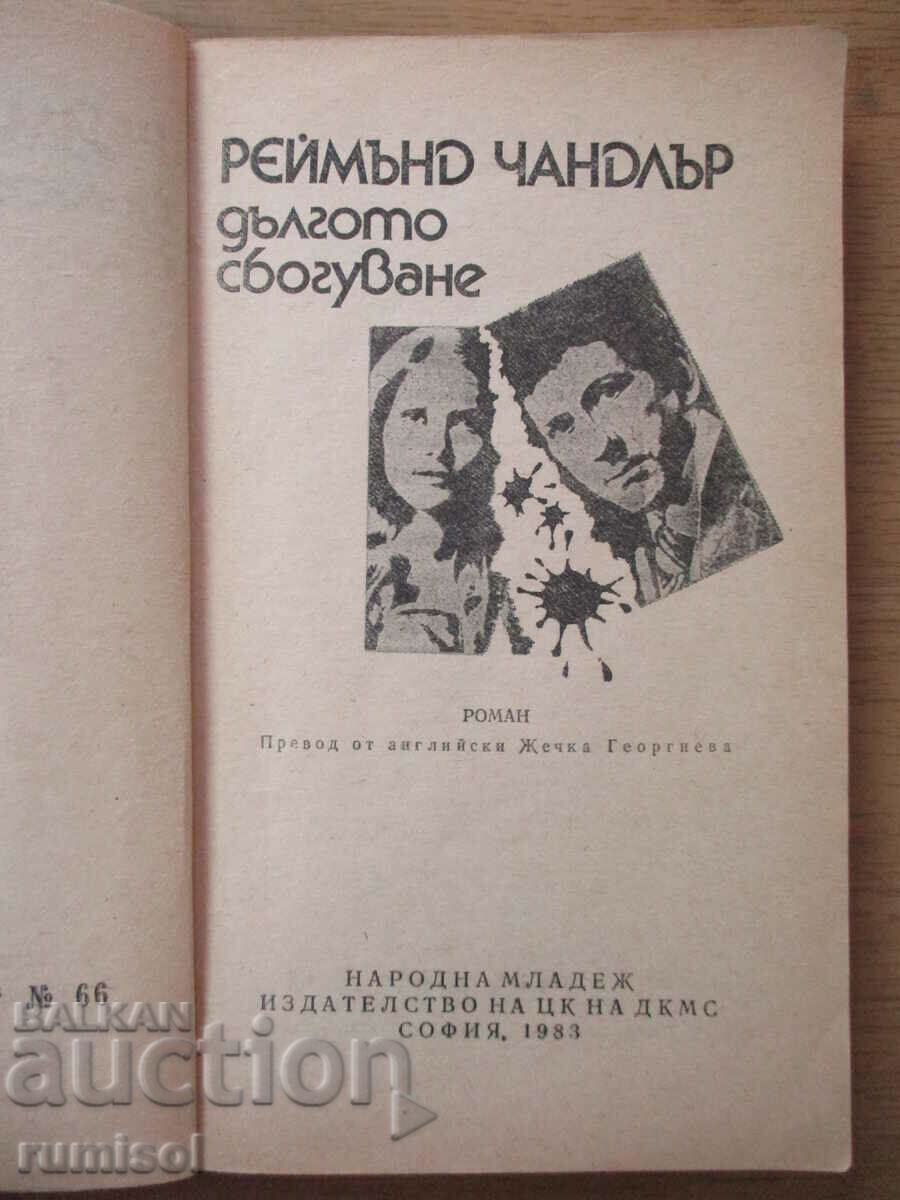 РЕЙМЪНД ЧАНДЛЪР
дългото
сбогуване
РОМАН
Превод от английски Жечка Георгиева
НАРОДНА МЛАДЕЖ
ИЗДАТЕЛСТВО НА ЦК НА ДКМС
СОФИЯ, 1983
№ 66
BALKAN
auction
rumisol